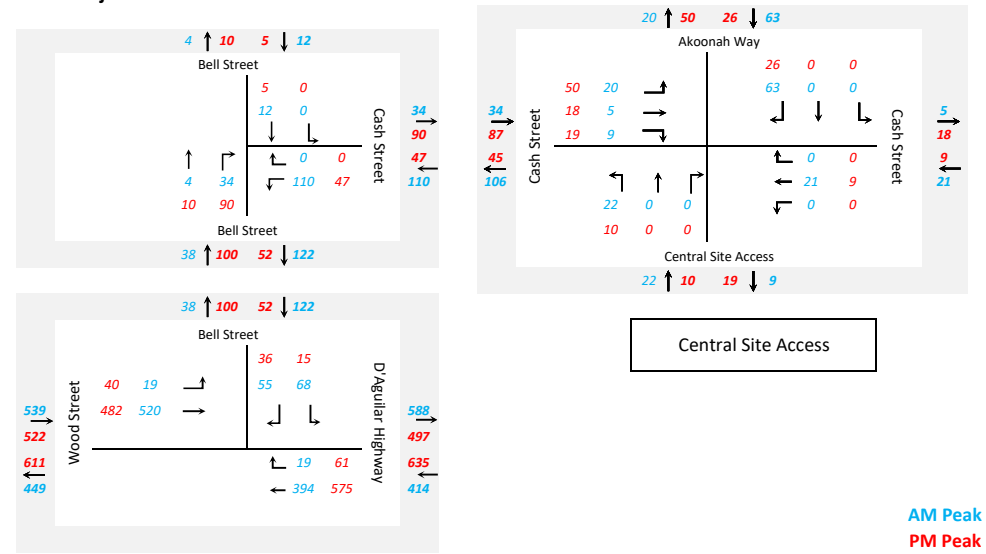 20 50 26 63
Akoonah Way
26 0 0
63 0 0
50 20
18 5
19 9
Cash Street
34
87
45
106
Cash Street
5
18
9
21
0 0
21 9
0 0
22 0 0
10 0 0
Central Site Access
22 10 19 9
Central Site Access
4 10 5 12
Bell Street
5 0
12 0
Cash Street
34
90
47
110
0 0
110 47
4 34
10 90
Bell Street
38 100 52 122
38 100 52 122
Bell Street
36 15
55 68
40 19
482 520
Wood Street
539
522
611
449
D'Aguilar Highway
588
497
635
414
19 61
394 575
AM Peak
PM Peak